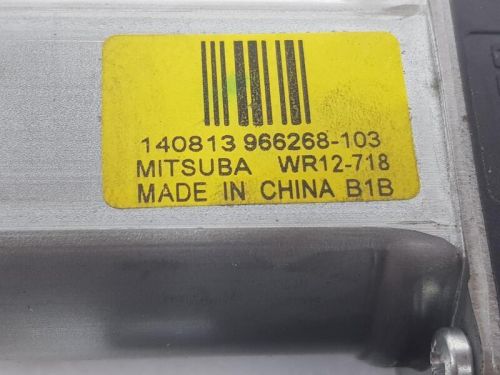 140813 966268-103
MITSUBA WR12-718
MADE IN CHINA B1B